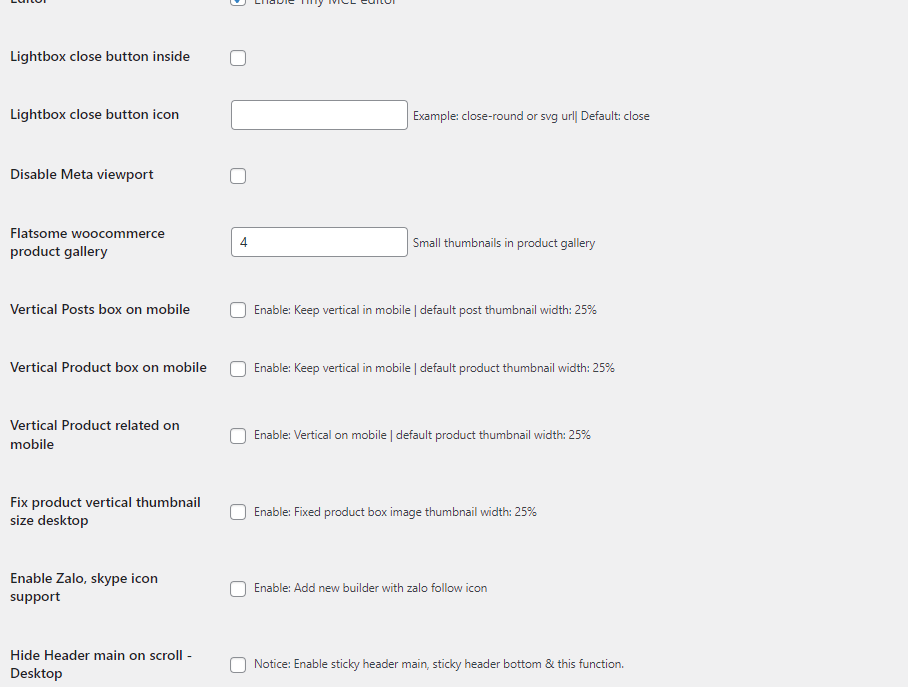 Editor
Enable Tiny MCE editor
Lightbox close button inside
Lightbox close button icon
Example: close-round or svg url| Default: close
Disable Meta viewport
Flatsome woocommerce
product gallery
4
Small thumbnails in product gallery
Vertical Posts box on mobile
Enable: Keep vertical in mobile | default post thumbnail width: 25%
Vertical Product box on mobile
Enable: Keep vertical in mobile | default product thumbnail width: 25%
Vertical Product related on
mobile
Enable: Vertical on mobile | default product thumbnail width: 25%
Fix product vertical thumbnail
size desktop
Enable: Fixed product box image thumbnail width: 25%
Enable Zalo, skype icon
support
Enable: Add new builder with zalo follow icon
Hide Header main on scroll -
Desktop
Notice: Enable sticky header main, sticky header bottom & this function.